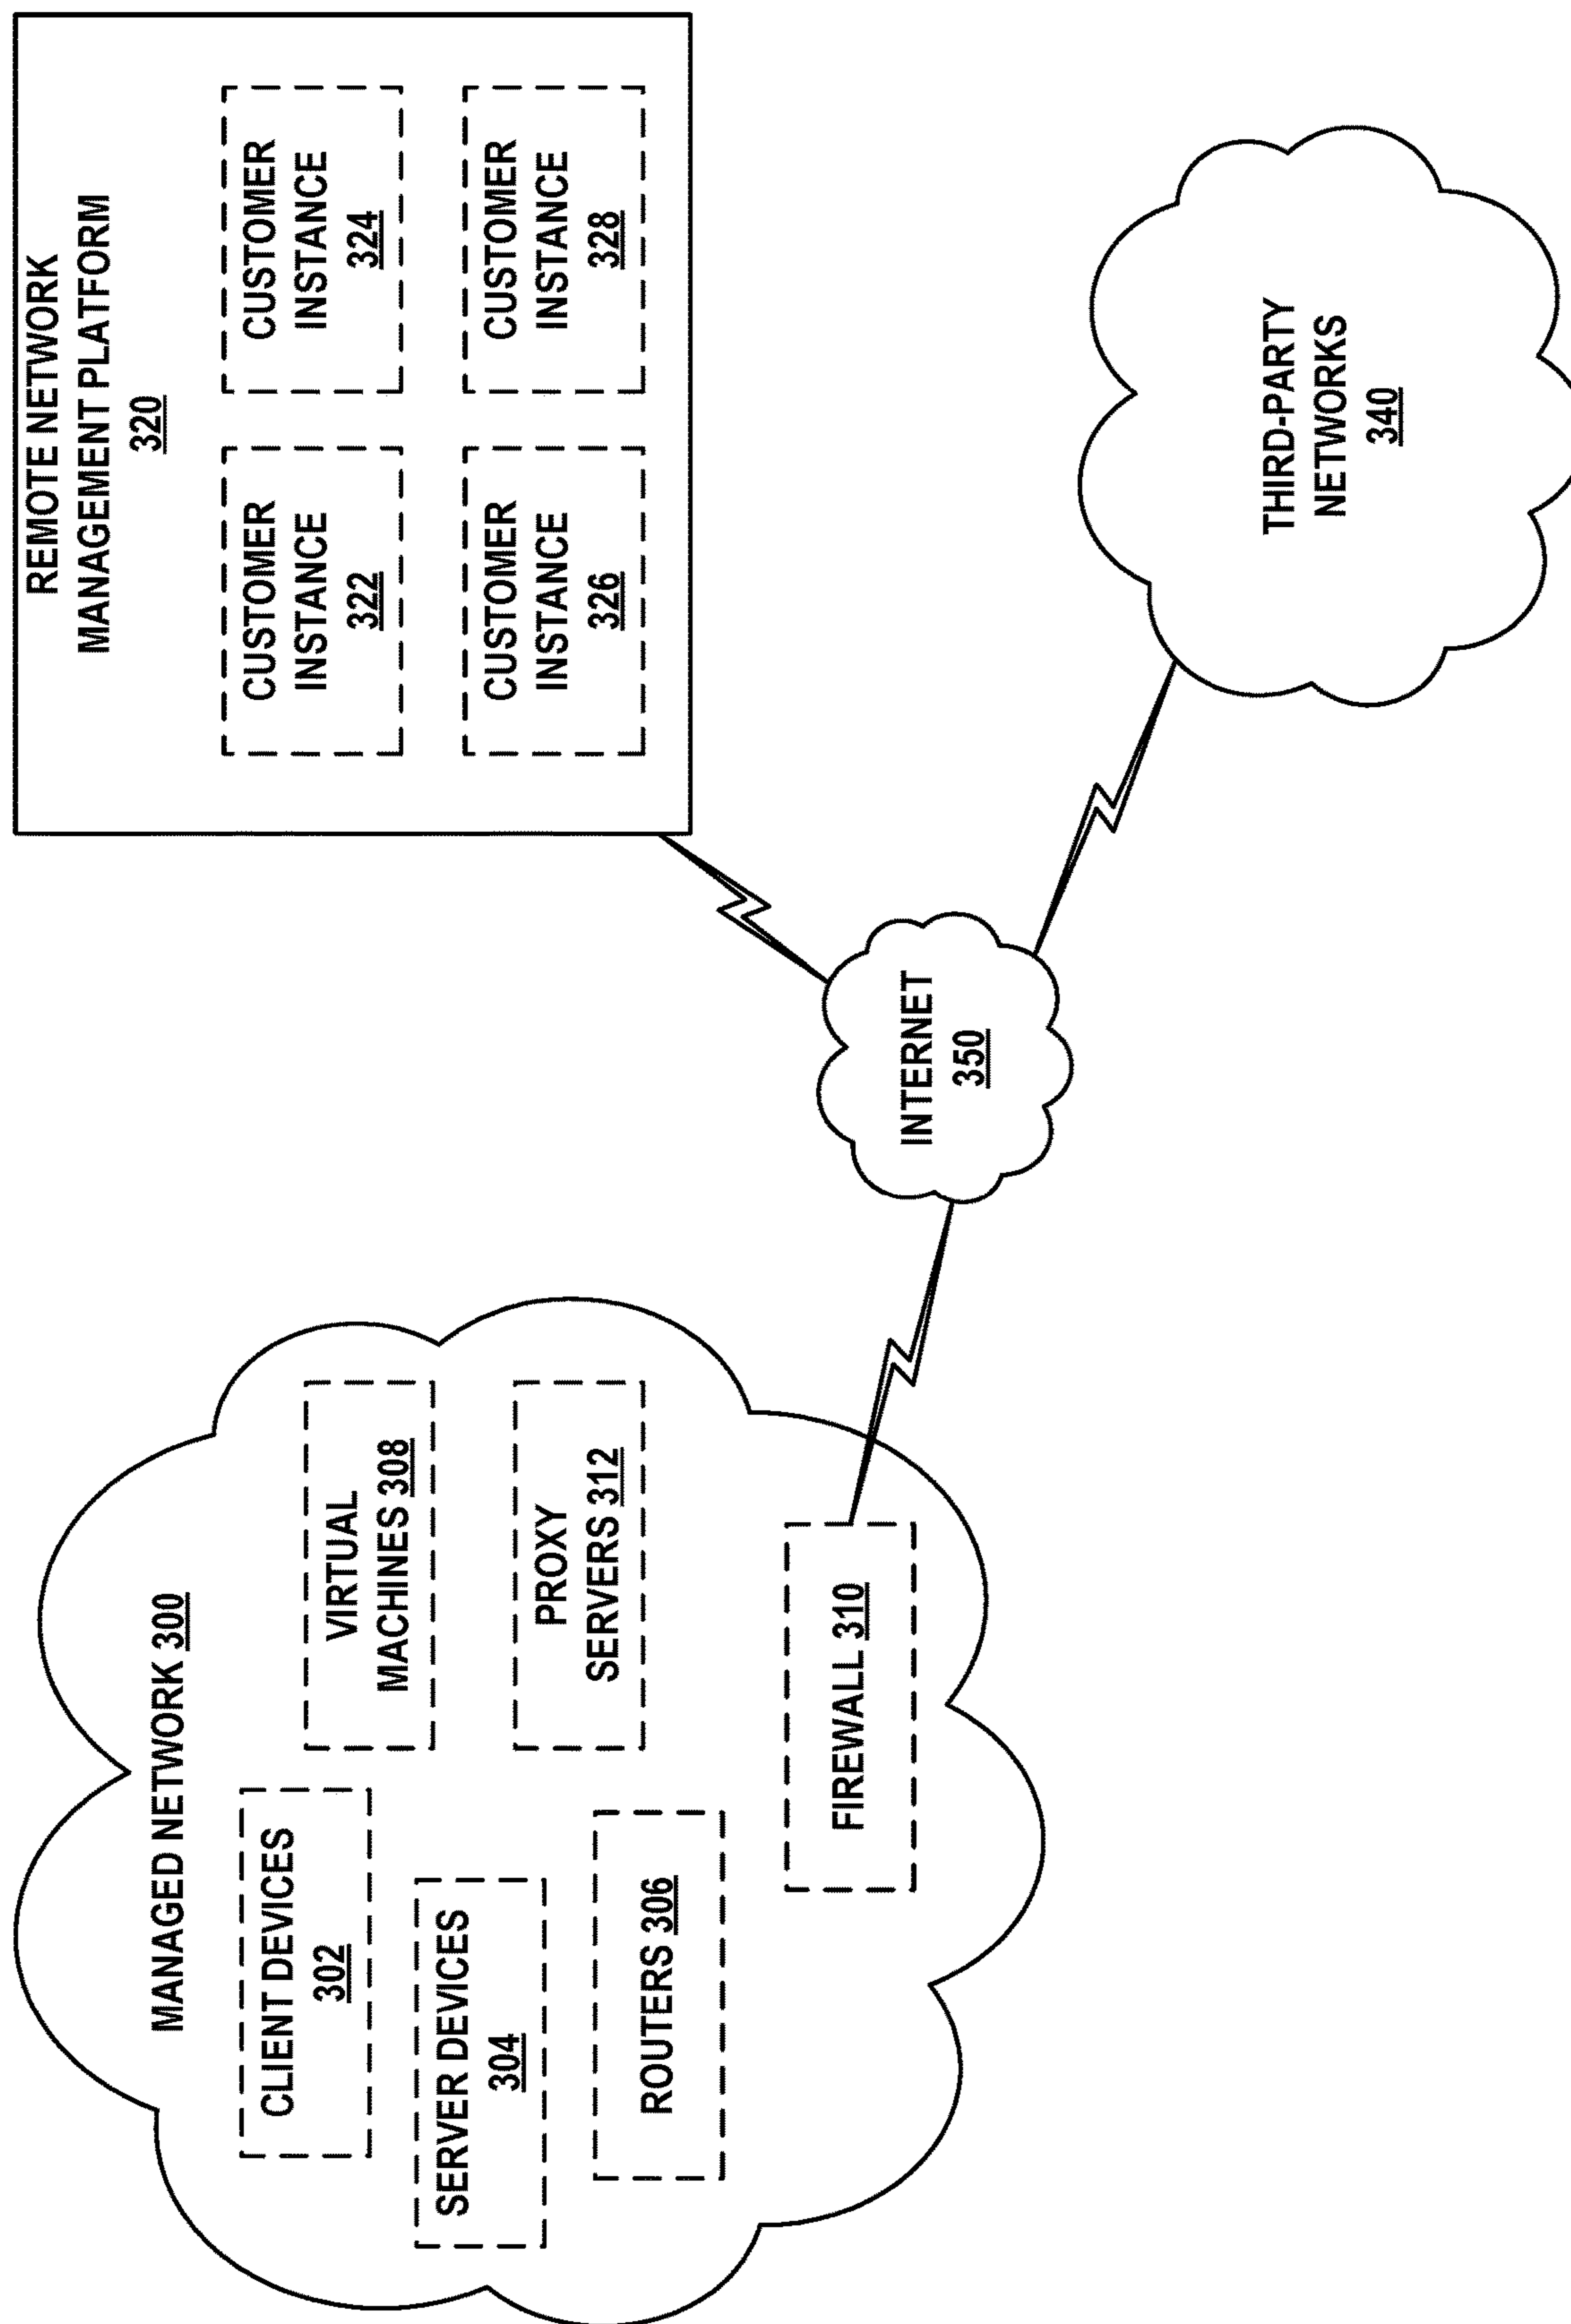 MANAGED NETWORK 300
CLIENT DEVICES
302
VIRTUAL
MACHINES 308
SERVER DEVICES
304
PROXY
SERVERS 312
ROUTERS 306
FIREWALL 310
REMOTE NETWORK
MANAGEMENT PLATFORM
320
CUSTOMER
INSTANCE
322
CUSTOMER
INSTANCE
324
CUSTOMER
INSTANCE
326
CUSTOMER
INSTANCE
328
INTERNET
350
THIRD-PARTY
NETWORKS
340